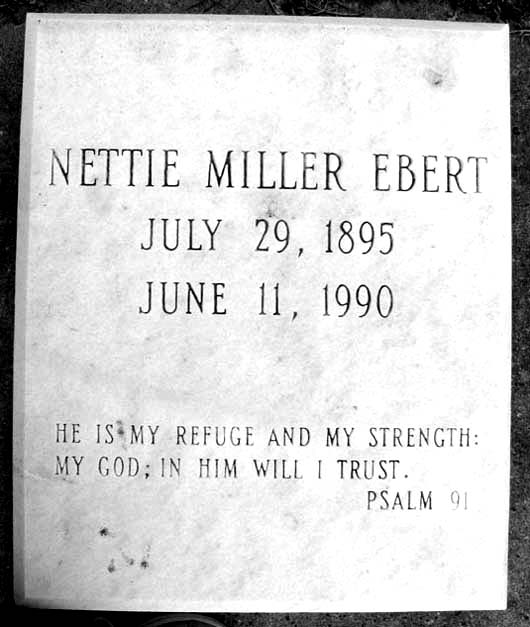 NETTIE MILLER EBERT
JULY 29, 1895
JUNE 11, 1990
HE IS MY REFUGE AND MY STRENGTH:
MY GOD; IN HIM WILL I TRUST.
PSALM 91